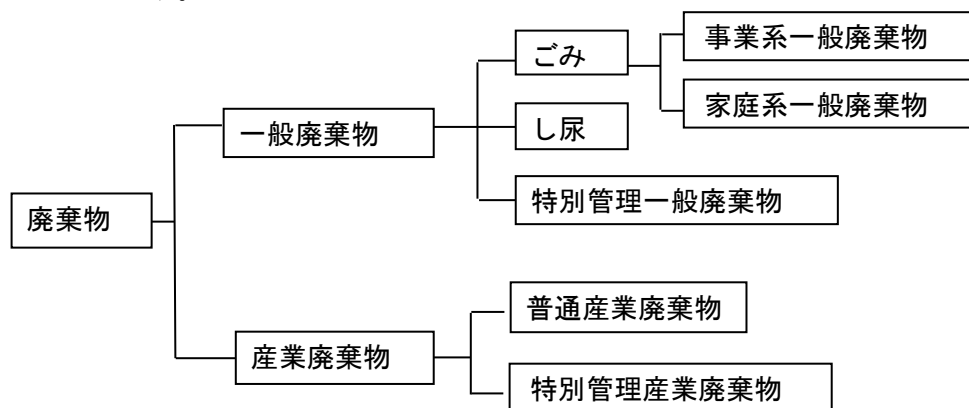 事業系一般廃棄物
ごみ
家庭系一般廃棄物
一般廃棄物
し尿
特別管理一般廃棄物
廃棄物
普通産業廃棄物
産業廃棄物
特別管理産業廃棄物